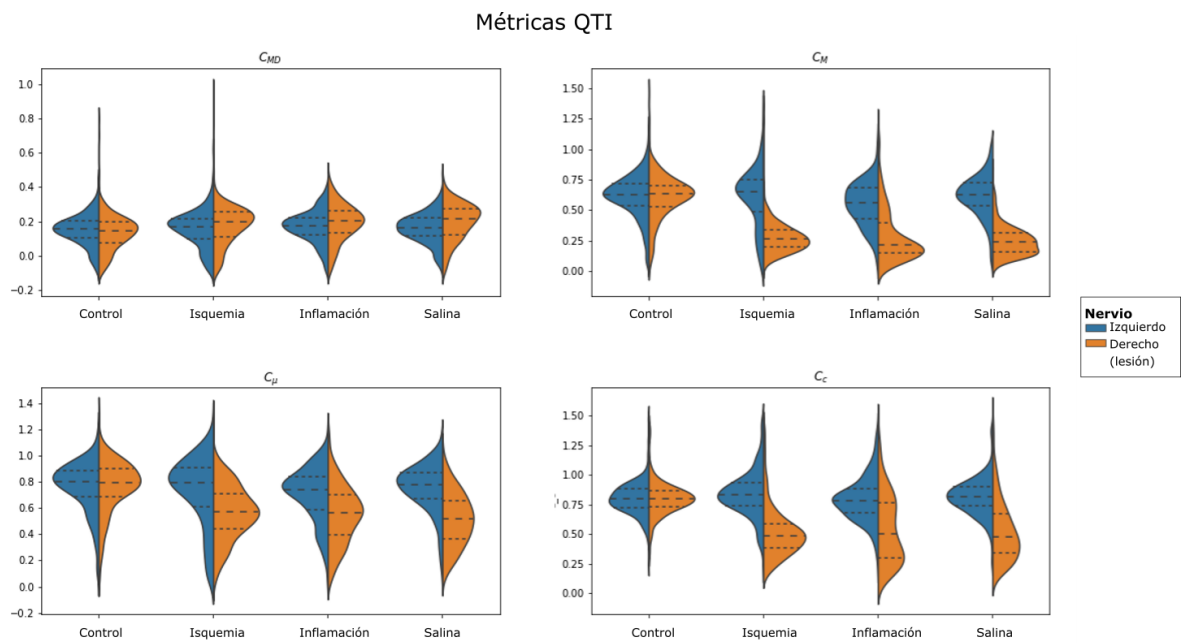 Métricas QTI
C_MD
1.0
0.8
0.6
0.4
0.2
0.0
−0.2
Control Isquemia Inflamación Salina
C_M
1.50
1.25
1.00
0.75
0.50
0.25
0.00
Control Isquemia Inflamación Salina
Nervio
Izquierdo
Derecho
(lesión)
C_μ
1.4
1.2
1.0
0.8
0.6
0.4
0.2
0.0
−0.2
Control Isquemia Inflamación Salina
C_c
1.50
1.25
1.00
0.75
0.50
0.25
0.00
Control Isquemia Inflamación Salina